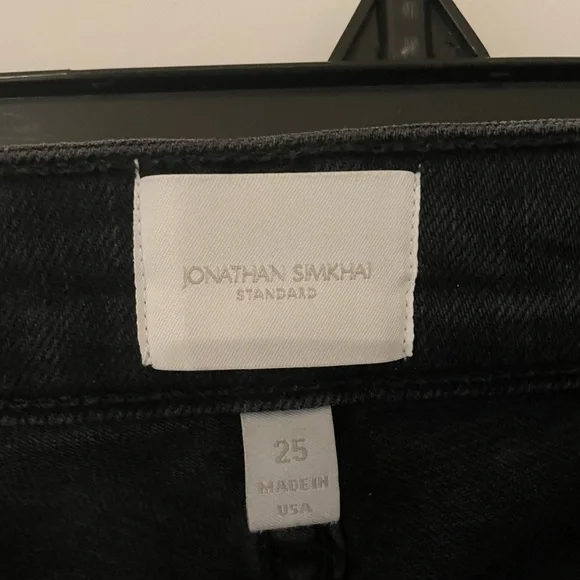 JONATHAN SIMKHAI
STANDARD
25
MADE IN
USA